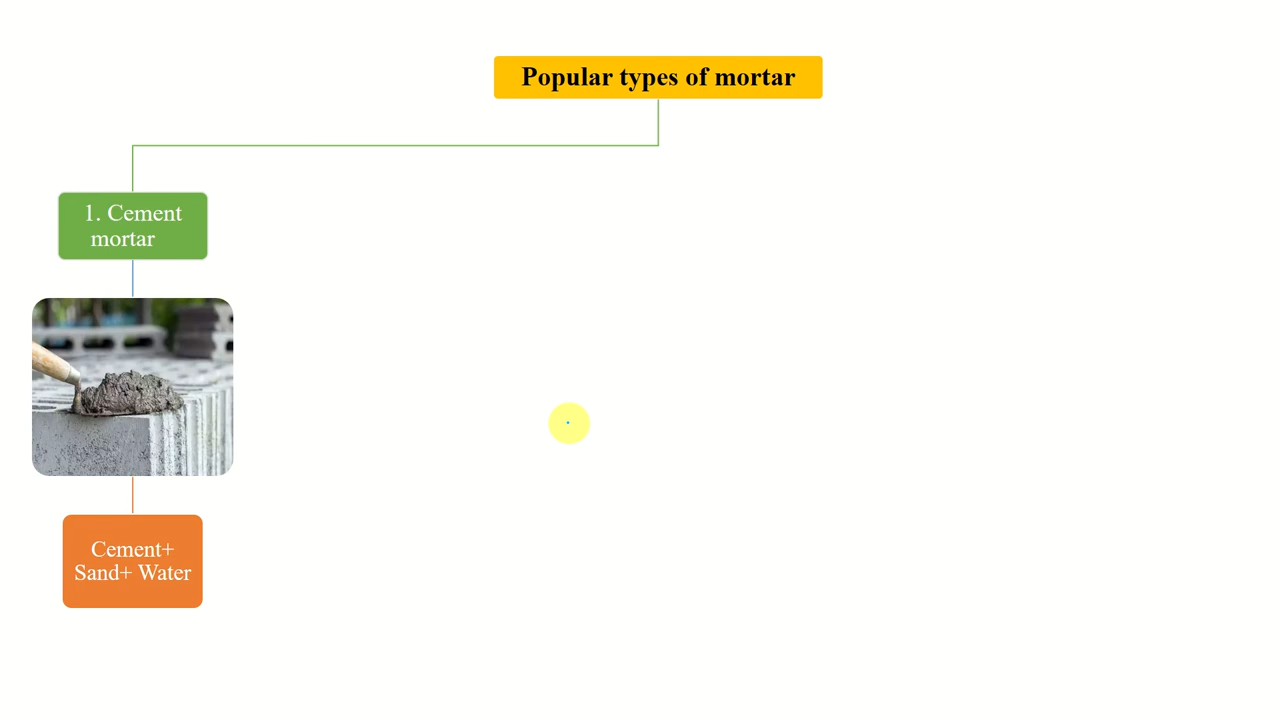 Popular types of mortar
1. Cement
mortar
Cement+
Sand+ Water